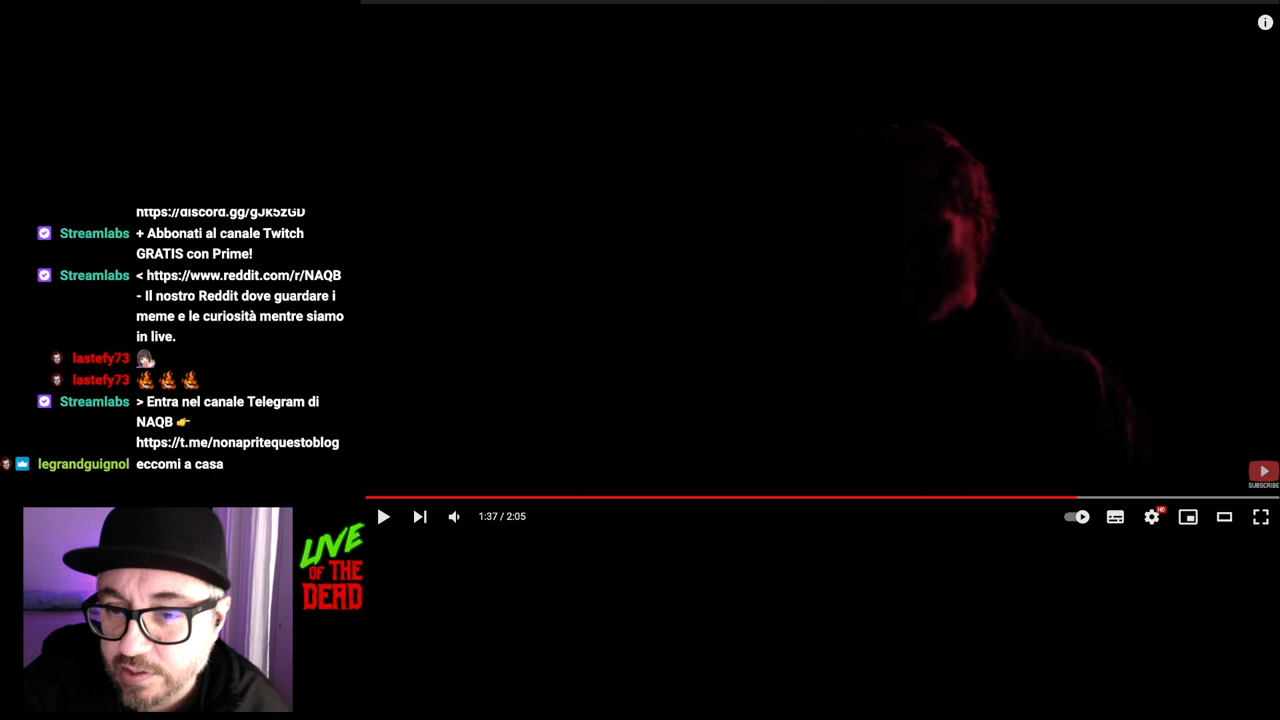 https://discord.gg/gJK5zGD
Streamlabs + Abbonati al canale Twitch
GRATIS con Prime!
Streamlabs < https://www.reddit.com/r/NAQB
- Il nostro Reddit dove guardare i
meme e le curiosità mentre siamo
in live.
lastefy73
lastefy73
Streamlabs > Entra nel canale Telegram di
NAQB 👉
https://t.me/nonapritequestoblog
legrandguignol eccomi a casa
SUBSCRIBE
1:37 / 2:05
HD
LIVE
OF THE
DEAD